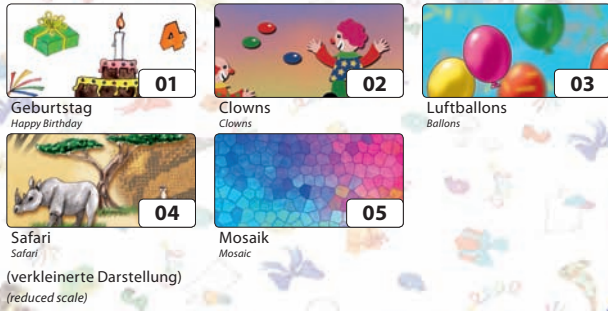 4
01
02
03
Geburtstag
Happy Birthday
Clowns
Clowns
Luftballons
Ballons
04
05
Safari
Safari
Mosaik
Mosaic
(verkleinerte Darstellung)
(reduced scale)